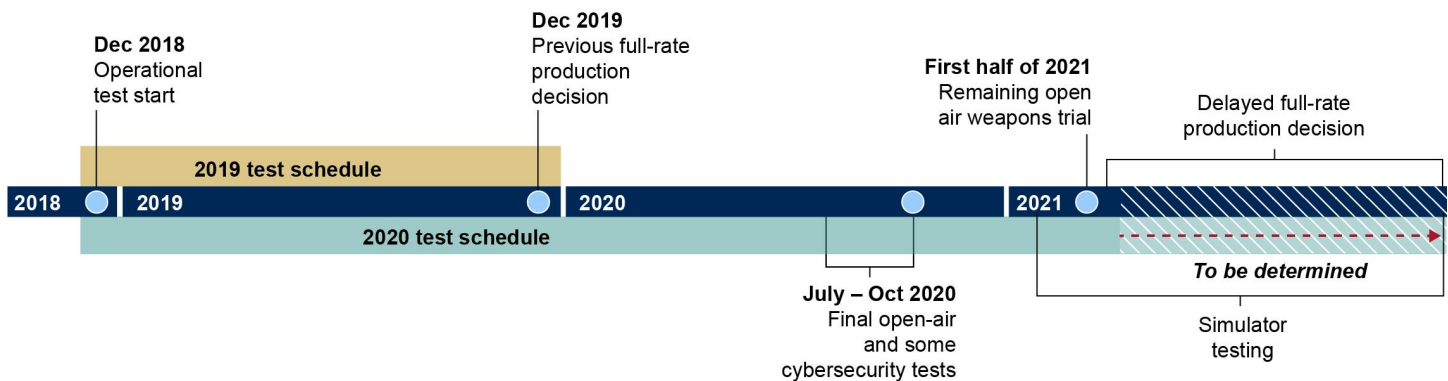 Dec 2018
Operational
test start
Dec 2019
Previous full-rate
production
decision
First half of 2021
Remaining open
air weapons trial
Delayed full-rate
production decision
2019 test schedule
2018
2019
2020
2021
2020 test schedule
To be determined
July – Oct 2020
Final open-air
and some
cybersecurity tests
Simulator
testing